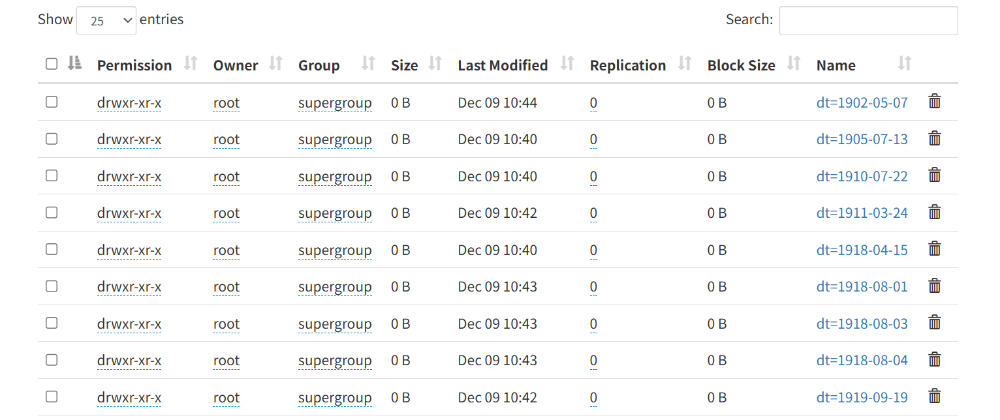 Show 25 entries Search:
Permission Owner Group Size Last Modified Replication Block Size Name
drwxr-xr-x root supergroup 0 B Dec 09 10:44 0 0 B dt=1902-05-07
drwxr-xr-x root supergroup 0 B Dec 09 10:40 0 0 B dt=1905-07-13
drwxr-xr-x root supergroup 0 B Dec 09 10:40 0 0 B dt=1910-07-22
drwxr-xr-x root supergroup 0 B Dec 09 10:42 0 0 B dt=1911-03-24
drwxr-xr-x root supergroup 0 B Dec 09 10:40 0 0 B dt=1918-04-15
drwxr-xr-x root supergroup 0 B Dec 09 10:43 0 0 B dt=1918-08-01
drwxr-xr-x root supergroup 0 B Dec 09 10:43 0 0 B dt=1918-08-03
drwxr-xr-x root supergroup 0 B Dec 09 10:43 0 0 B dt=1918-08-04
drwxr-xr-x root supergroup 0 B Dec 09 10:42 0 0 B dt=1919-09-19